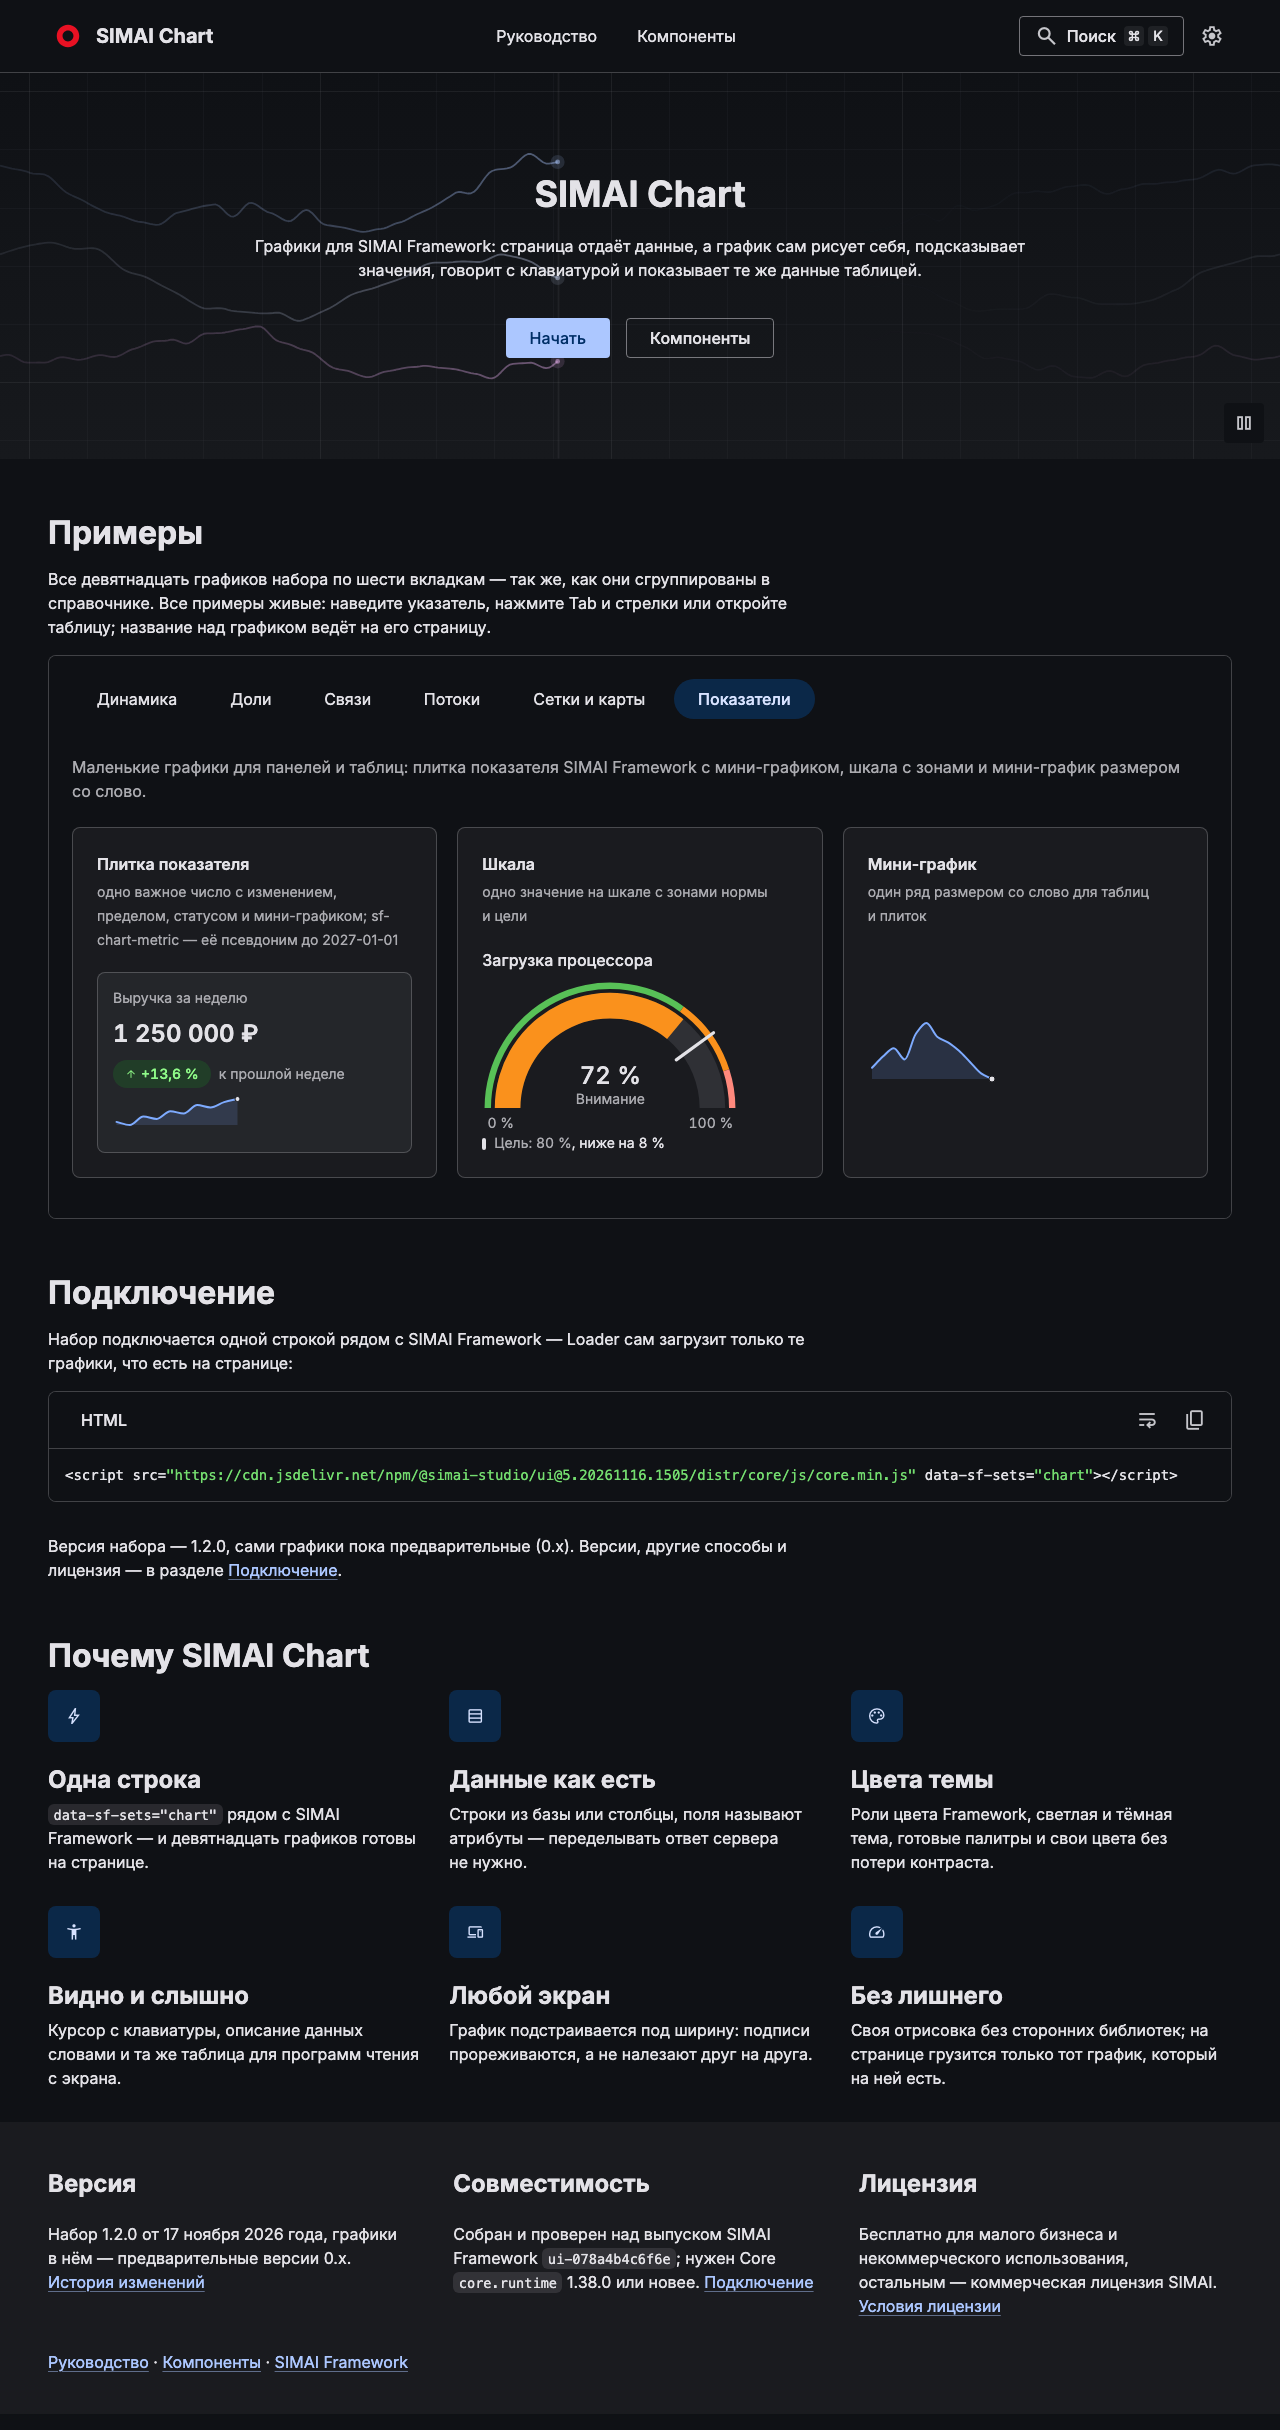 SIMAI Chart
Руководство
Компоненты
Поиск ⌘ K
SIMAI Chart
Графики для SIMAI Framework: страница отдаёт данные, а график сам рисует себя, подсказывает
значения, говорит с клавиатурой и показывает те же данные таблицей.
Начать
Компоненты
Примеры
Все девятнадцать графиков набора по шести вкладкам — так же, как они сгруппированы в
справочнике. Все примеры живые: наведите указатель, нажмите Tab и стрелки или откройте
таблицу; название над графиком ведёт на его страницу.
Динамика
Доли
Связи
Потоки
Сетки и карты
Показатели
Маленькие графики для панелей и таблиц: плитка показателя SIMAI Framework с мини-графиком, шкала с зонами и мини-график размером
со слово.
Плитка показателя
одно важное число с изменением,
пределом, статусом и мини-графиком; sf-
chart-metric — её псевдоним до 2027-01-01
Выручка за неделю
1 250 000 ₽
↑ +13,6 % к прошлой неделе
Шкала
одно значение на шкале с зонами нормы
и цели
Загрузка процессора
72 %
Внимание
0 %
100 %
Цель: 80 %, ниже на 8 %
Мини-график
один ряд размером со слово для таблиц
и плиток
Подключение
Набор подключается одной строкой рядом с SIMAI Framework — Loader сам загрузит только те
графики, что есть на странице:
HTML
<script src="https://cdn.jsdelivr.net/npm/@simai-studio/ui@5.20261116.1505/distr/core/js/core.min.js" data-sf-sets="chart"></script>
Версия набора — 1.2.0, сами графики пока предварительные (0.x). Версии, другие способы и
лицензия — в разделе Подключение.
Почему SIMAI Chart
Одна строка
data-sf-sets="chart" рядом с SIMAI
Framework — и девятнадцать графиков готовы
на странице.
Данные как есть
Строки из базы или столбцы, поля называют
атрибуты — переделывать ответ сервера
не нужно.
Цвета темы
Роли цвета Framework, светлая и тёмная
тема, готовые палитры и свои цвета без
потери контраста.
Видно и слышно
Курсор с клавиатуры, описание данных
словами и та же таблица для программ чтения
с экрана.
Любой экран
График подстраивается под ширину: подписи
прореживаются, а не налезают друг на друга.
Без лишнего
Своя отрисовка без сторонних библиотек; на
странице грузится только тот график, который
на ней есть.
Версия
Набор 1.2.0 от 17 ноября 2026 года, графики
в нём — предварительные версии 0.x.
История изменений
Совместимость
Собран и проверен над выпуском SIMAI
Framework ui-078a4b4c6f6e; нужен Core
core.runtime 1.38.0 или новее. Подключение
Лицензия
Бесплатно для малого бизнеса и
некоммерческого использования,
остальным — коммерческая лицензия SIMAI.
Условия лицензии
Руководство · Компоненты · SIMAI Framework